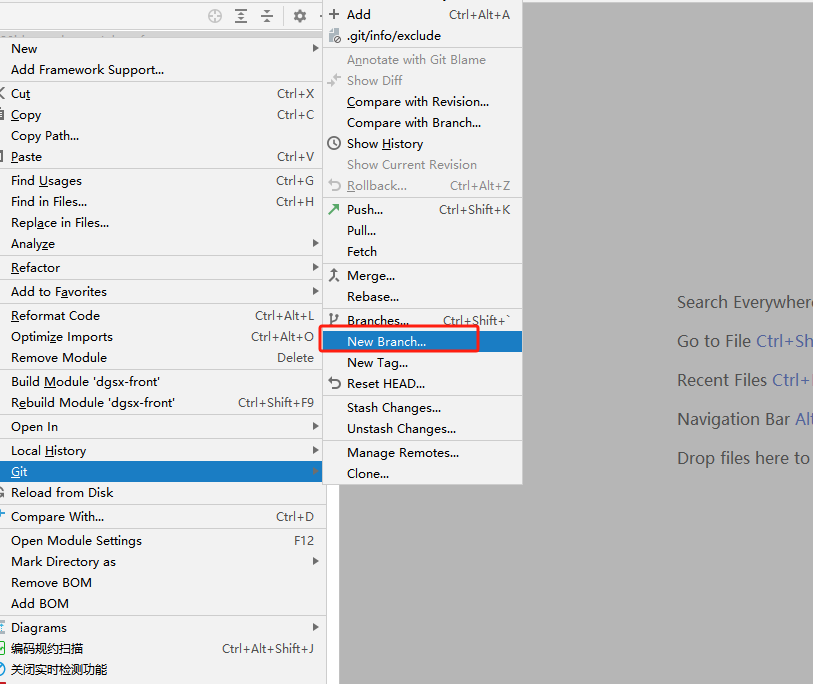 New
Add Framework Support...
Cut Ctrl+X
Copy Ctrl+C
Copy Path...
Paste Ctrl+V
Find Usages Ctrl+G
Find in Files... Ctrl+H
Replace in Files...
Analyze
Refactor
Add to Favorites
Reformat Code Ctrl+Alt+L
Optimize Imports Ctrl+Alt+O
Remove Module Delete
Build Module 'dgsx-front'
Rebuild Module 'dgsx-front' Ctrl+Shift+F9
Open In
Local History
Git
Reload from Disk
Compare With... Ctrl+D
Open Module Settings F12
Mark Directory as
Remove BOM
Add BOM
Diagrams
编码规约扫描 Ctrl+Alt+Shift+J
关闭实时检测功能
Add Ctrl+Alt+A
.git/info/exclude
Annotate with Git Blame
Show Diff
Compare with Revision...
Compare with Branch...
Show History
Show Current Revision
Rollback... Ctrl+Alt+Z
Push... Ctrl+Shift+K
Pull...
Fetch
Merge...
Rebase...
Branches... Ctrl+Shift+`
New Branch...
New Tag...
Reset HEAD...
Stash Changes...
Unstash Changes...
Manage Remotes...
Clone...
Search Everywhere
Go to File Ctrl+Sh
Recent Files Ctrl+
Navigation Bar Alt
Drop files here to